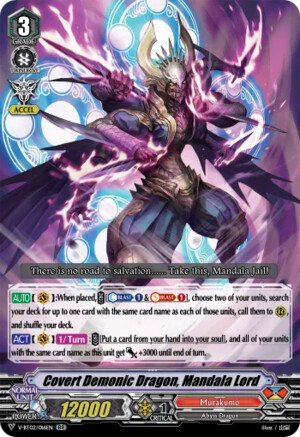 3
GRADE
ACCEL
There is no road to salvation...... Take this, Mandala Jail!
AUTO [ ]:When placed, [C BLAST 1 & S BLAST 1], choose two of your units, search
your deck for up to one card with the same card name as each of those units, call them to
and shuffle your deck.
ACT [ ] 1/Turn :[Put a card from your hand into your soul], and all of your units
with the same card name as this unit get +3000 until end of turn.
Covert Demonic Dragon, Mandala Lord
NORMAL
UNIT
POWER 12000 1
CRITICAL
Murakumo
Abyss Dragon
V-BT02/016EN RR